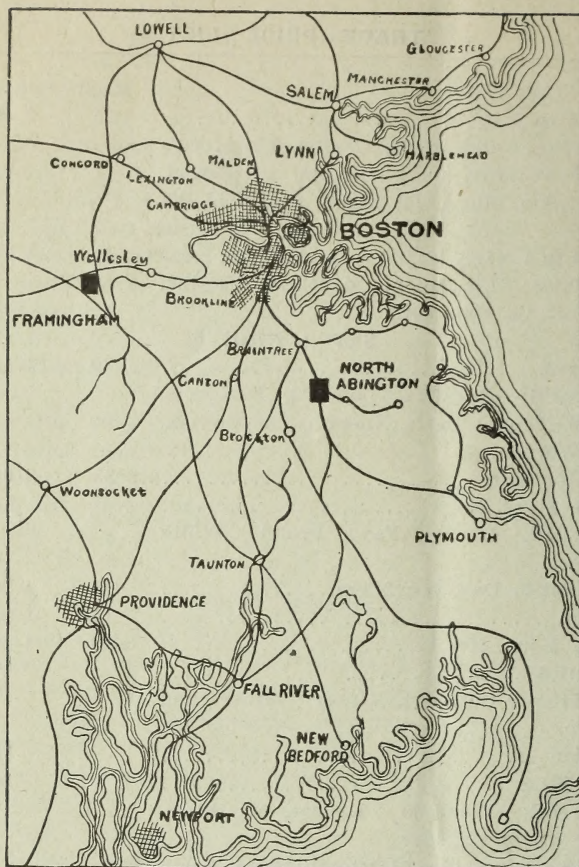 LOWELL
GLOUCESTER
MANCHESTER
SALEM
CONCORD
LEXINGTON
MALDEN
LYNN
MARBLEHEAD
CAMBRIDGE
BOSTON
Wellesley
BROOKLINE
FRAMINGHAM
BRAINTREE
NORTH
ABINGTON
CANTON
BROCKTON
WOONSOCKET
PLYMOUTH
TAUNTON
PROVIDENCE
FALL RIVER
NEW
BEDFORD
NEWPORT